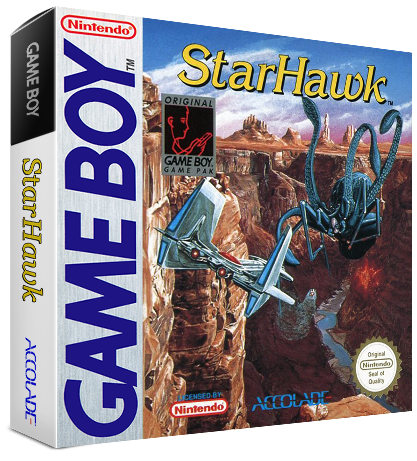 GAME BOY
StarHawk
ACCOLADE
Nintendo
GAME BOY
TM
StarHawk
TM
ORIGINAL
GAME BOY
GAME PAK
LICENSED BY
Nintendo
ACCOLADE
Original
Nintendo
Seal of
Quality